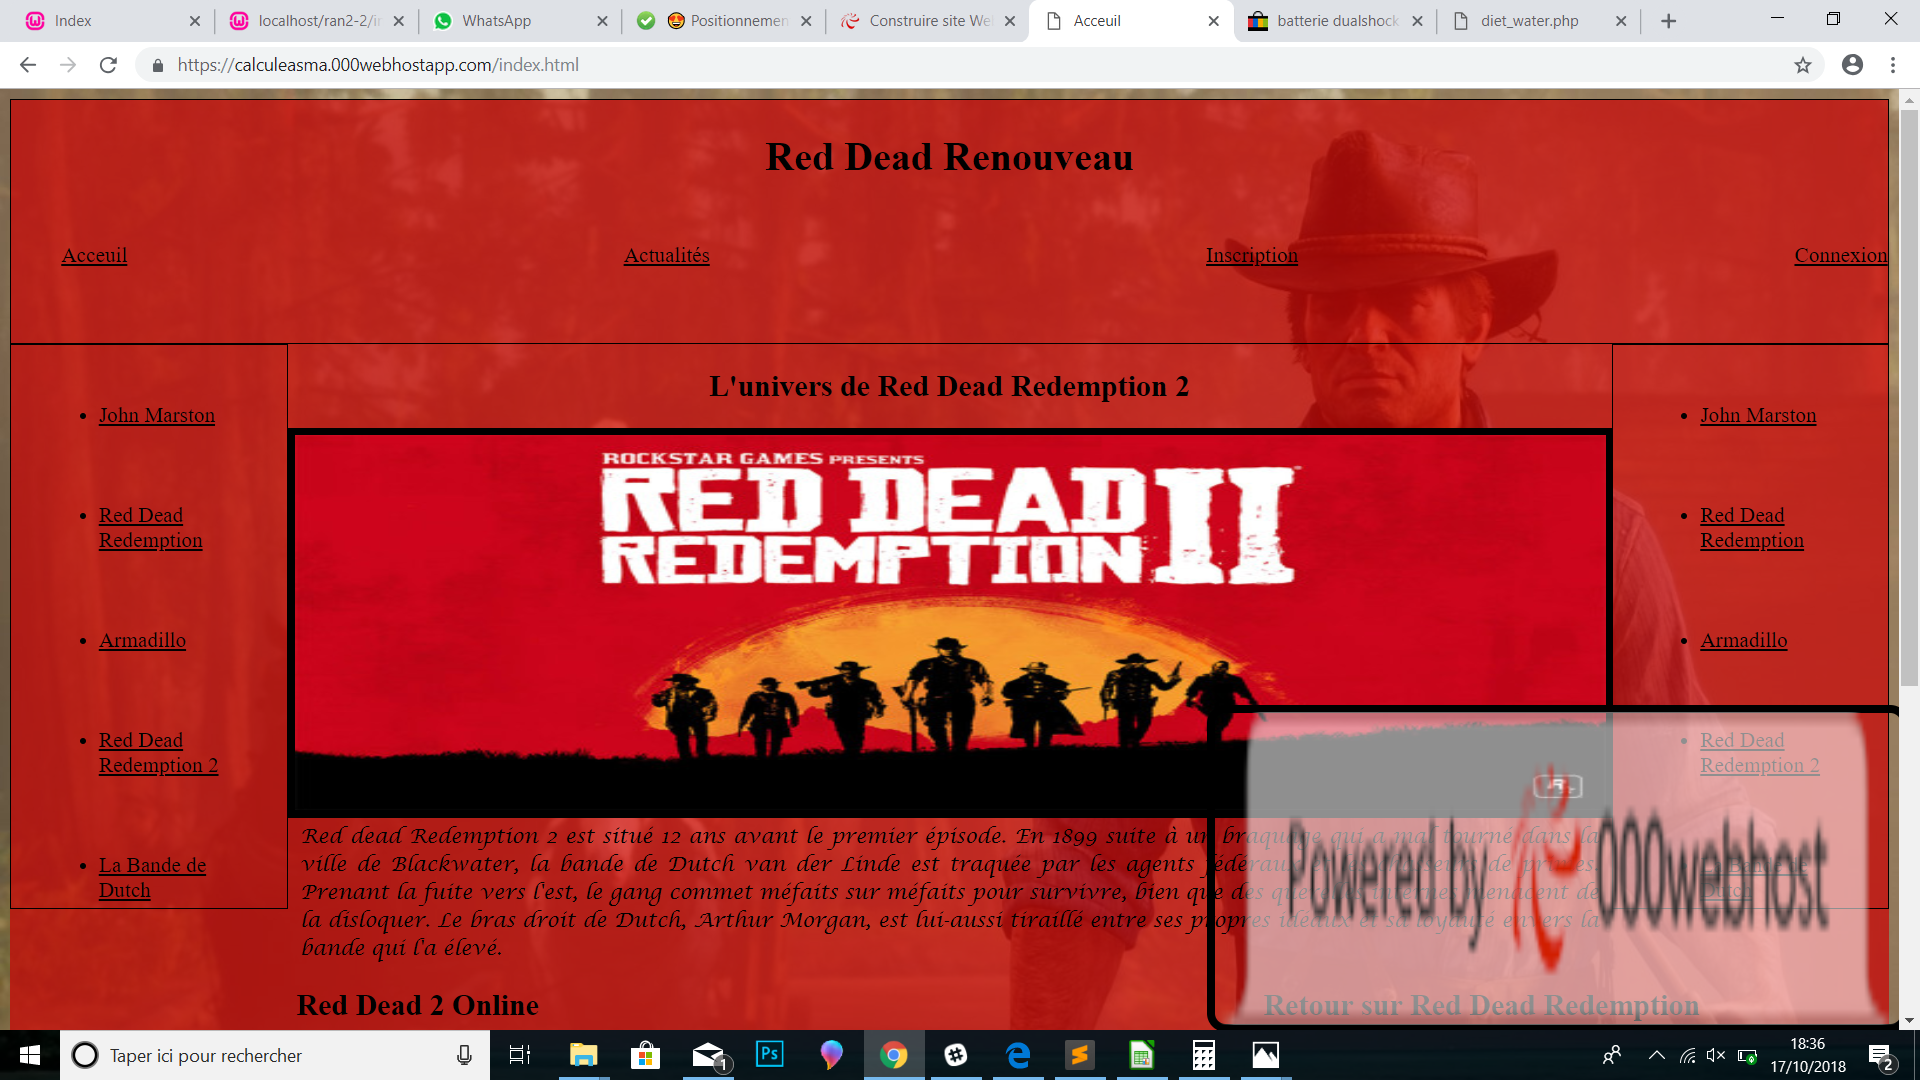 Index
localhost/ran2-2/in
WhatsApp
Positionnemen
Construire site Wel
Acceuil
batterie dualshock
diet_water.php
https://calculeasma.000webhostapp.com/index.html
Red Dead Renouveau
Acceuil
Actualités
Inscription
Connexion
John Marston
Red Dead
Redemption
Armadillo
Red Dead
Redemption 2
La Bande de
Dutch
L'univers de Red Dead Redemption 2
ROCKSTAR GAMES PRESENTS
RED DEAD
REDEMPTION II
R
Red dead Redemption 2 est situé 12 ans avant le premier épisode. En 1899 suite à un braquage qui a mal tourné dans la
ville de Blackwater, la bande de Dutch van der Linde est traquée par les agents fédéraux et les chasseurs de primes.
Prenant la fuite vers l'est, le gang commet méfaits sur méfaits pour survivre, bien que des querelles internes menacent de
la disloquer. Le bras droit de Dutch, Arthur Morgan, est lui-aussi tiraillé entre ses propres idéaux et sa loyauté envers la
bande qui l'a élevé.
Red Dead 2 Online
Retour sur Red Dead Redemption
John Marston
Red Dead
Redemption
Armadillo
Red Dead
Redemption 2
La Bande de
Dutch
Powered by 000webhost
Taper ici pour rechercher
1
Ps
18:36
17/10/2018
2